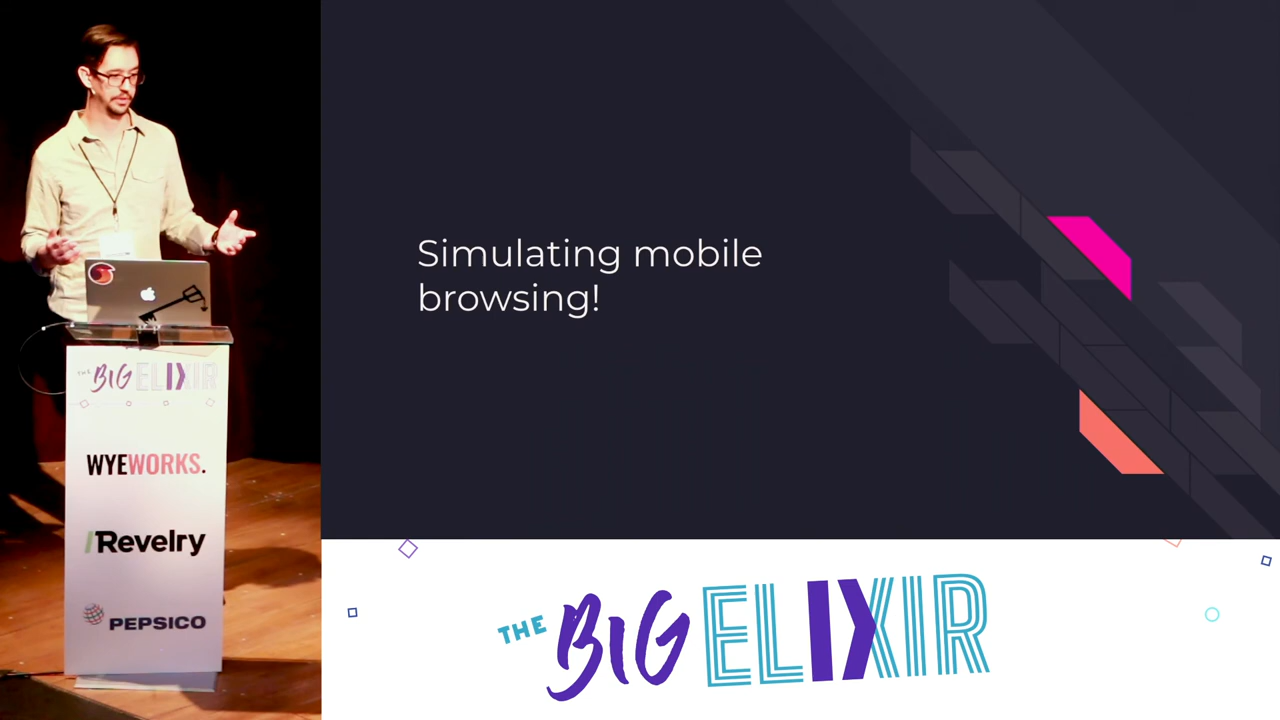 Simulating mobile
browsing!
THE BIG ELIXIR
WYEWORKS.
Revelry
PEPSICO
THE BIG ELIXIR